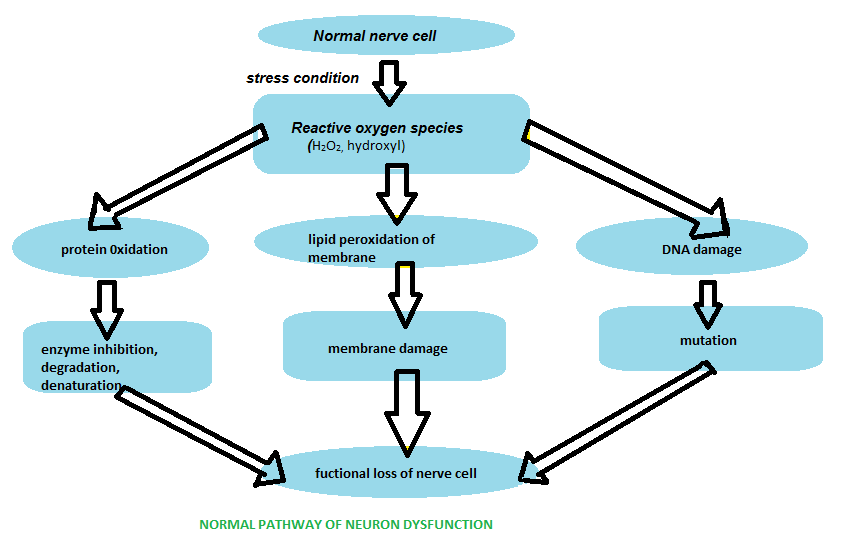 Normal nerve cell
stress condition
Reactive oxygen species
(H₂O₂, hydroxyl)
protein 0xidation
lipid peroxidation of
membrane
DNA damage
enzyme inhibition,
degradation,
denaturation
membrane damage
mutation
fuctional loss of nerve cell
NORMAL PATHWAY OF NEURON DYSFUNCTION